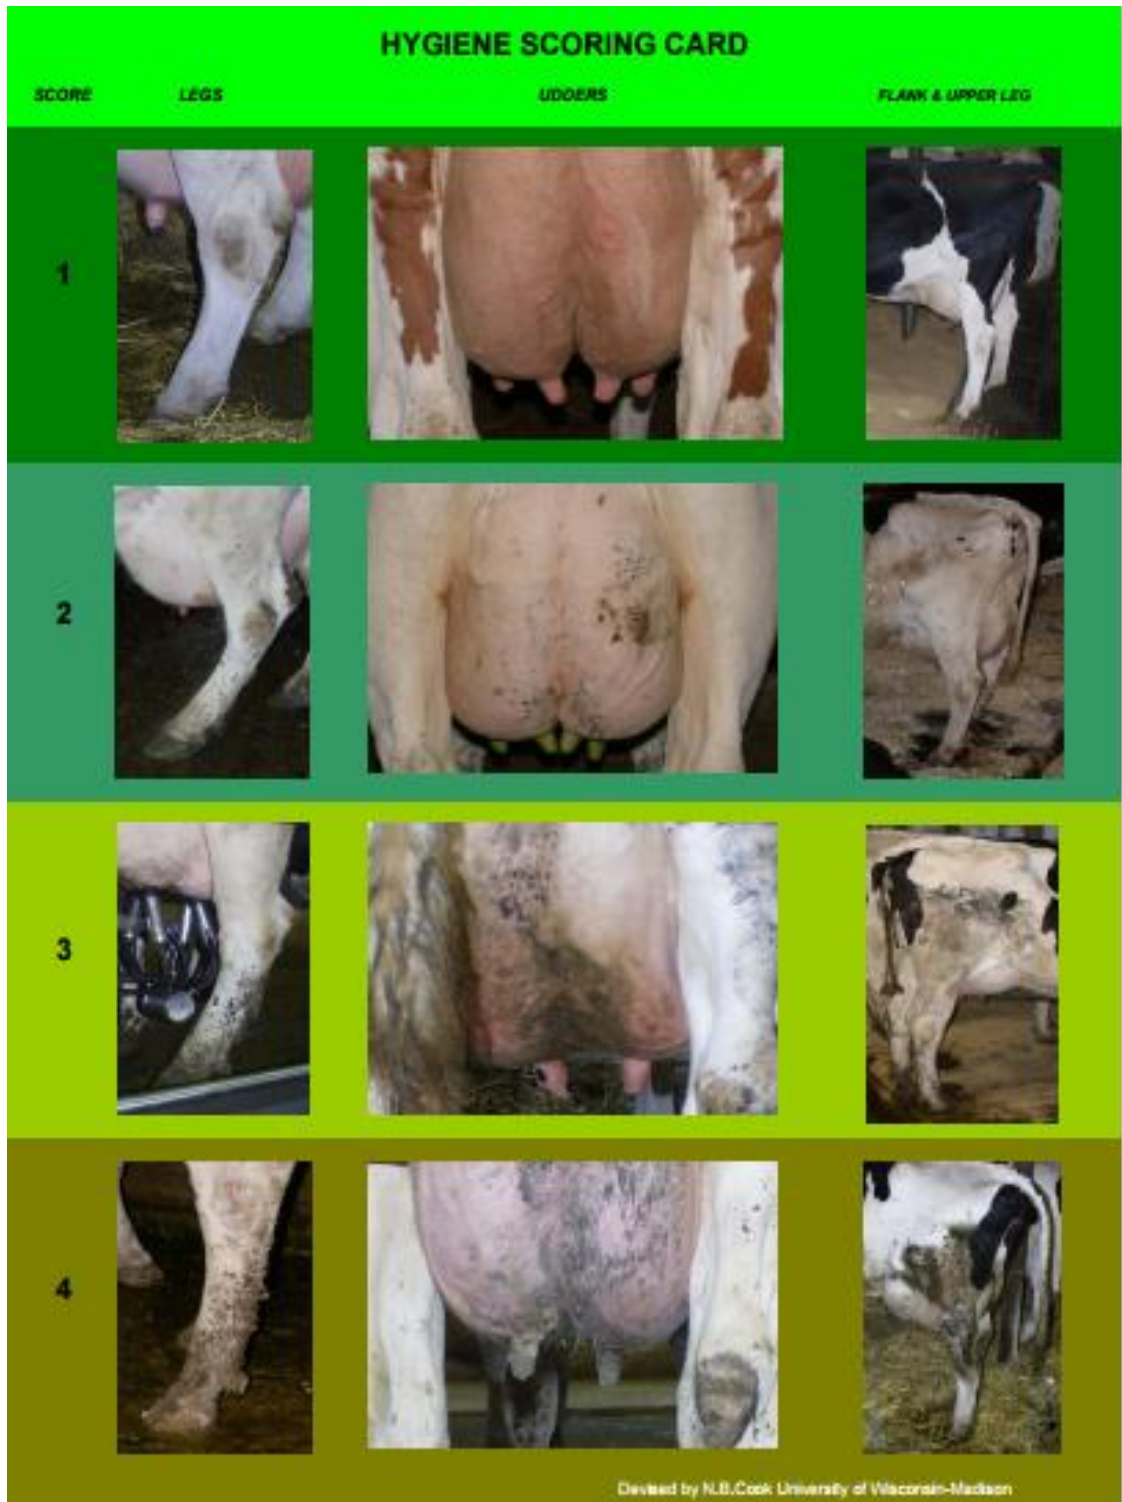 HYGIENE SCORING CARD
SCORE LEGS UDDERS FLANK & UPPER LEG
1
2
3
4
Devised by N.B.Cook University of Wisconsin-Madison